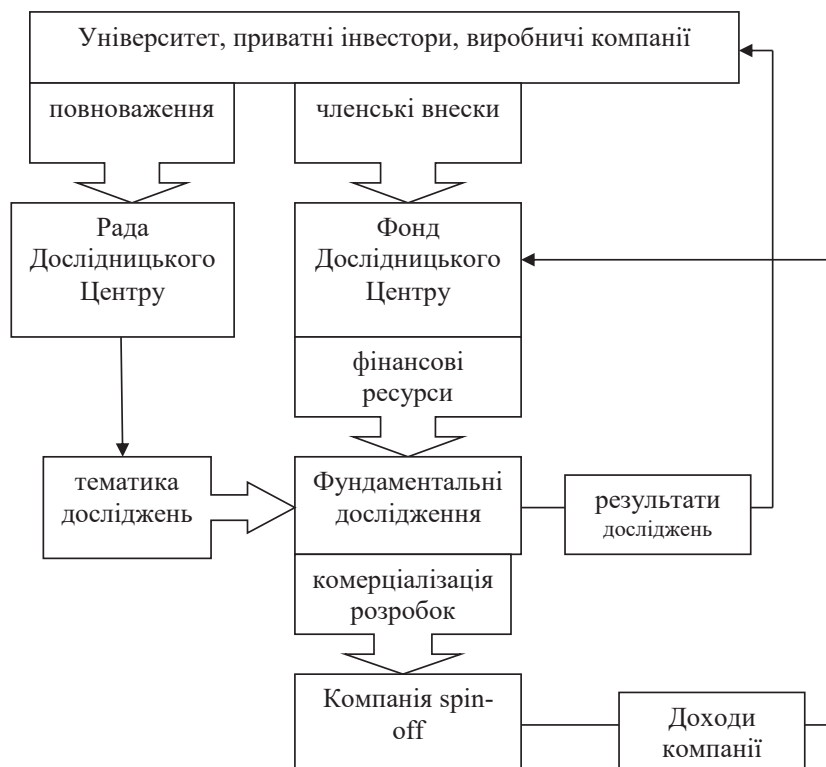 Університет, приватні інвестори, виробничі компанії
повноваження
членські внески
Рада
Дослідницького
Центру
Фонд
Дослідницького
Центру
фінансові
ресурси
тематика
досліджень
Фундаментальні
дослідження
результати
досліджень
комерціалізація
розробок
Компанія spin-
off
Доходи
компанії